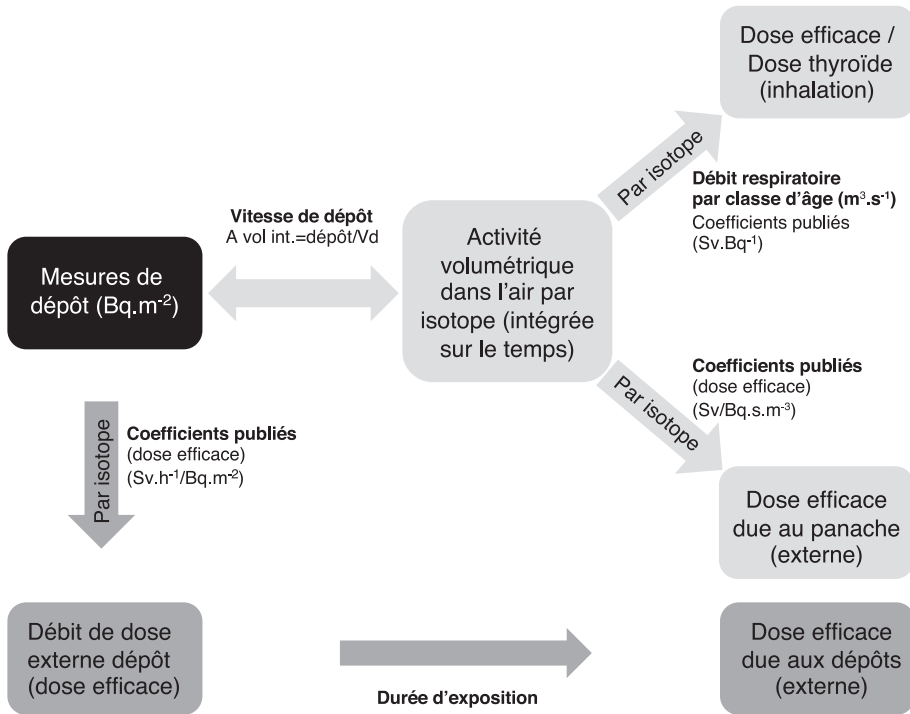 Dose efficace /
Dose thyroïde
(inhalation)
Par isotope
Débit respiratoire
par classe d'âge (m³.s⁻¹)
Coefficients publiés
(Sv.Bq⁻¹)
Vitesse de dépôt
A vol int.=dépôt/Vd
Mesures de
dépôt (Bq.m⁻²)
Activité
volumétrique
dans l'air par
isotope (intégrée
sur le temps)
Coefficients publiés
(dose efficace)
(Sv/Bq.s.m⁻³)
Par isotope
Par isotope
Coefficients publiés
(dose efficace)
(Sv.h⁻¹/Bq.m⁻²)
Dose efficace
due au panache
(externe)
Débit de dose
externe dépôt
(dose efficace)
Durée d'exposition
Dose efficace
due aux dépôts
(externe)